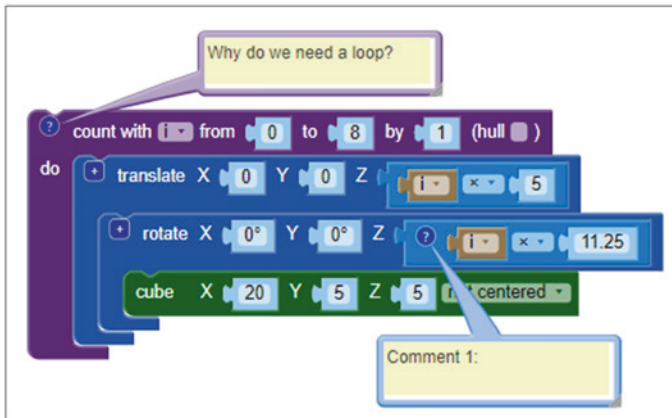 Why do we need a loop?
? count with i from 0 to 8 by 1 (hull )
do + translate X 0 Y 0 Z i × 5
+ rotate X 0° Y 0° Z ? i × 11.25
cube X 20 Y 5 Z 5 not centered
Comment 1: